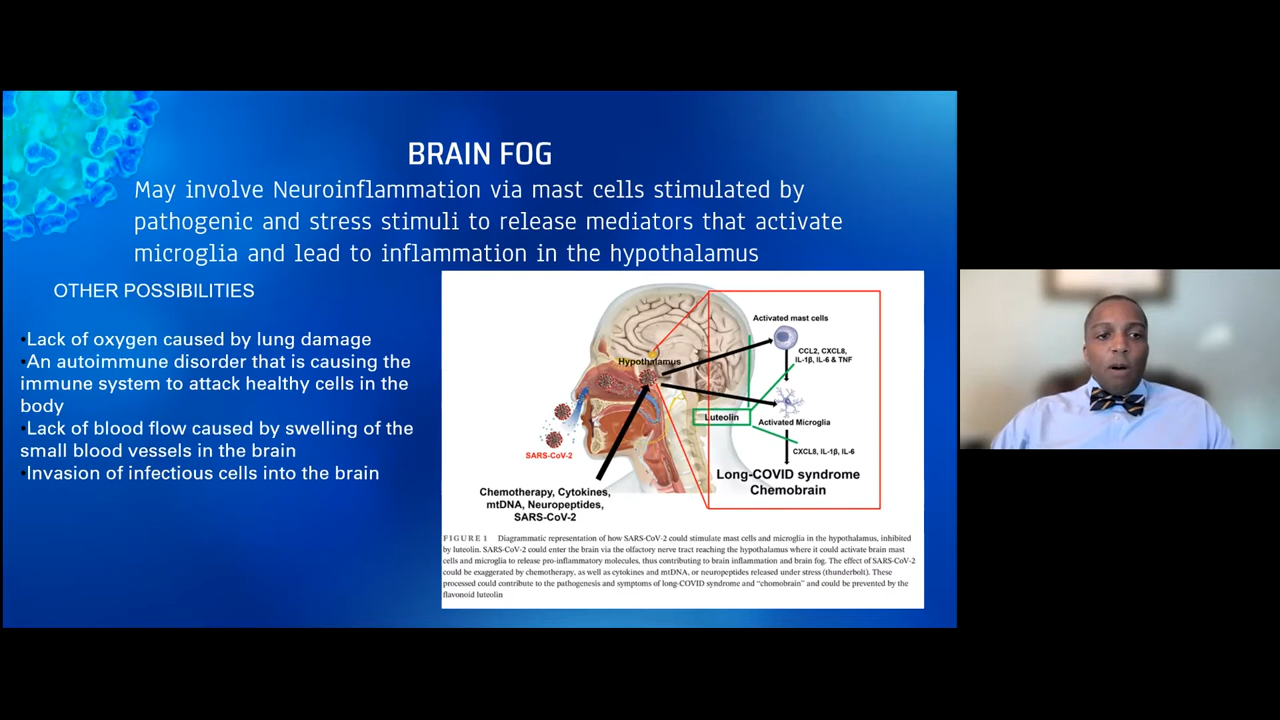 BRAIN FOG
May involve Neuroinflammation via mast cells stimulated by
pathogenic and stress stimuli to release mediators that activate
microglia and lead to inflammation in the hypothalamus
OTHER POSSIBILITIES
•Lack of oxygen caused by lung damage
•An autoimmune disorder that is causing the
immune system to attack healthy cells in the
body
•Lack of blood flow caused by swelling of the
small blood vessels in the brain
•Invasion of infectious cells into the brain
Activated mast cells
Hypothalamus
CCL2, CXCL8,
IL-1β, IL-6 & TNF
Luteolin
Activated Microglia
SARS-CoV-2
CXCL8, IL-1β, IL-6
Long-COVID syndrome
Chemobrain
Chemotherapy, Cytokines,
mtDNA, Neuropeptides,
SARS-CoV-2
FIGURE 1 Diagrammatic representation of how SARS-CoV-2 could stimulate mast cells and microglia in the hypothalamus, inhibited
by luteolin. SARS-CoV-2 could enter the brain via the olfactory nerve tract reaching the hypothalamus where it could activate brain mast
cells and microglia to release pro-inflammatory molecules, thus contributing to brain inflammation and brain fog. The effect of SARS-CoV-2
could be exaggerated by chemotherapy, as well as cytokines and mtDNA, or neuropeptides released under stress (thunderbolt). These
processed could contribute to the pathogenesis and symptoms of long-COVID syndrome and “chomobrain” and could be prevented by the
flavonoid luteolin